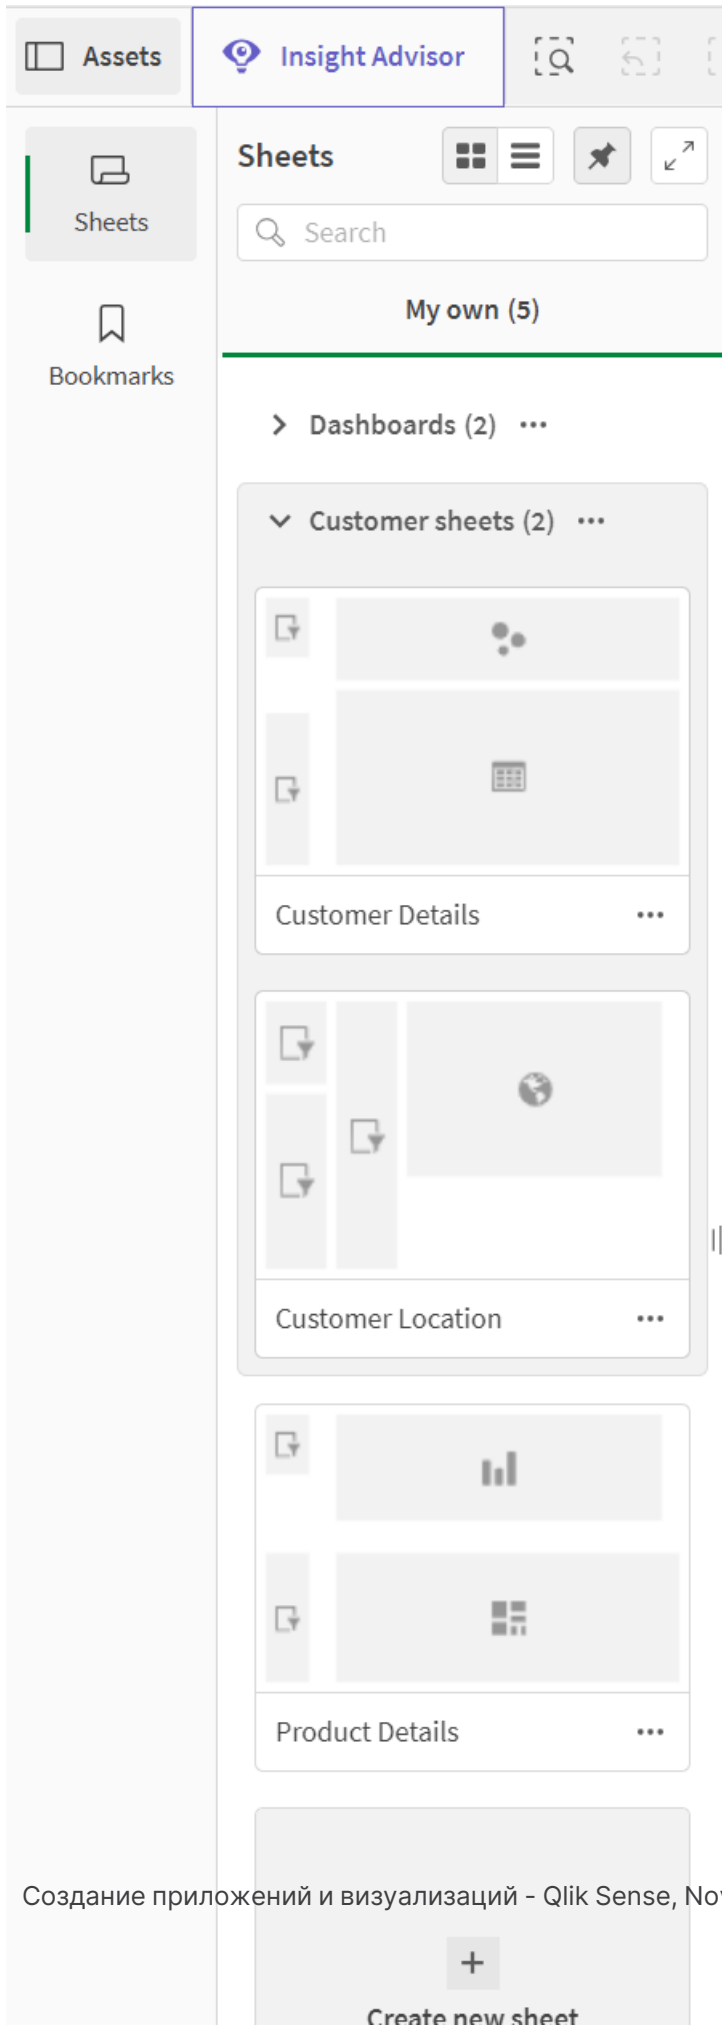 Assets
Insight Advisor
Sheets
Sheets
Search
Bookmarks
My own (5)
Dashboards (2)
Customer sheets (2)
Customer Details
Customer Location
Product Details
Создание приложений и визуализаций - Qlik Sense,
Create new sheet